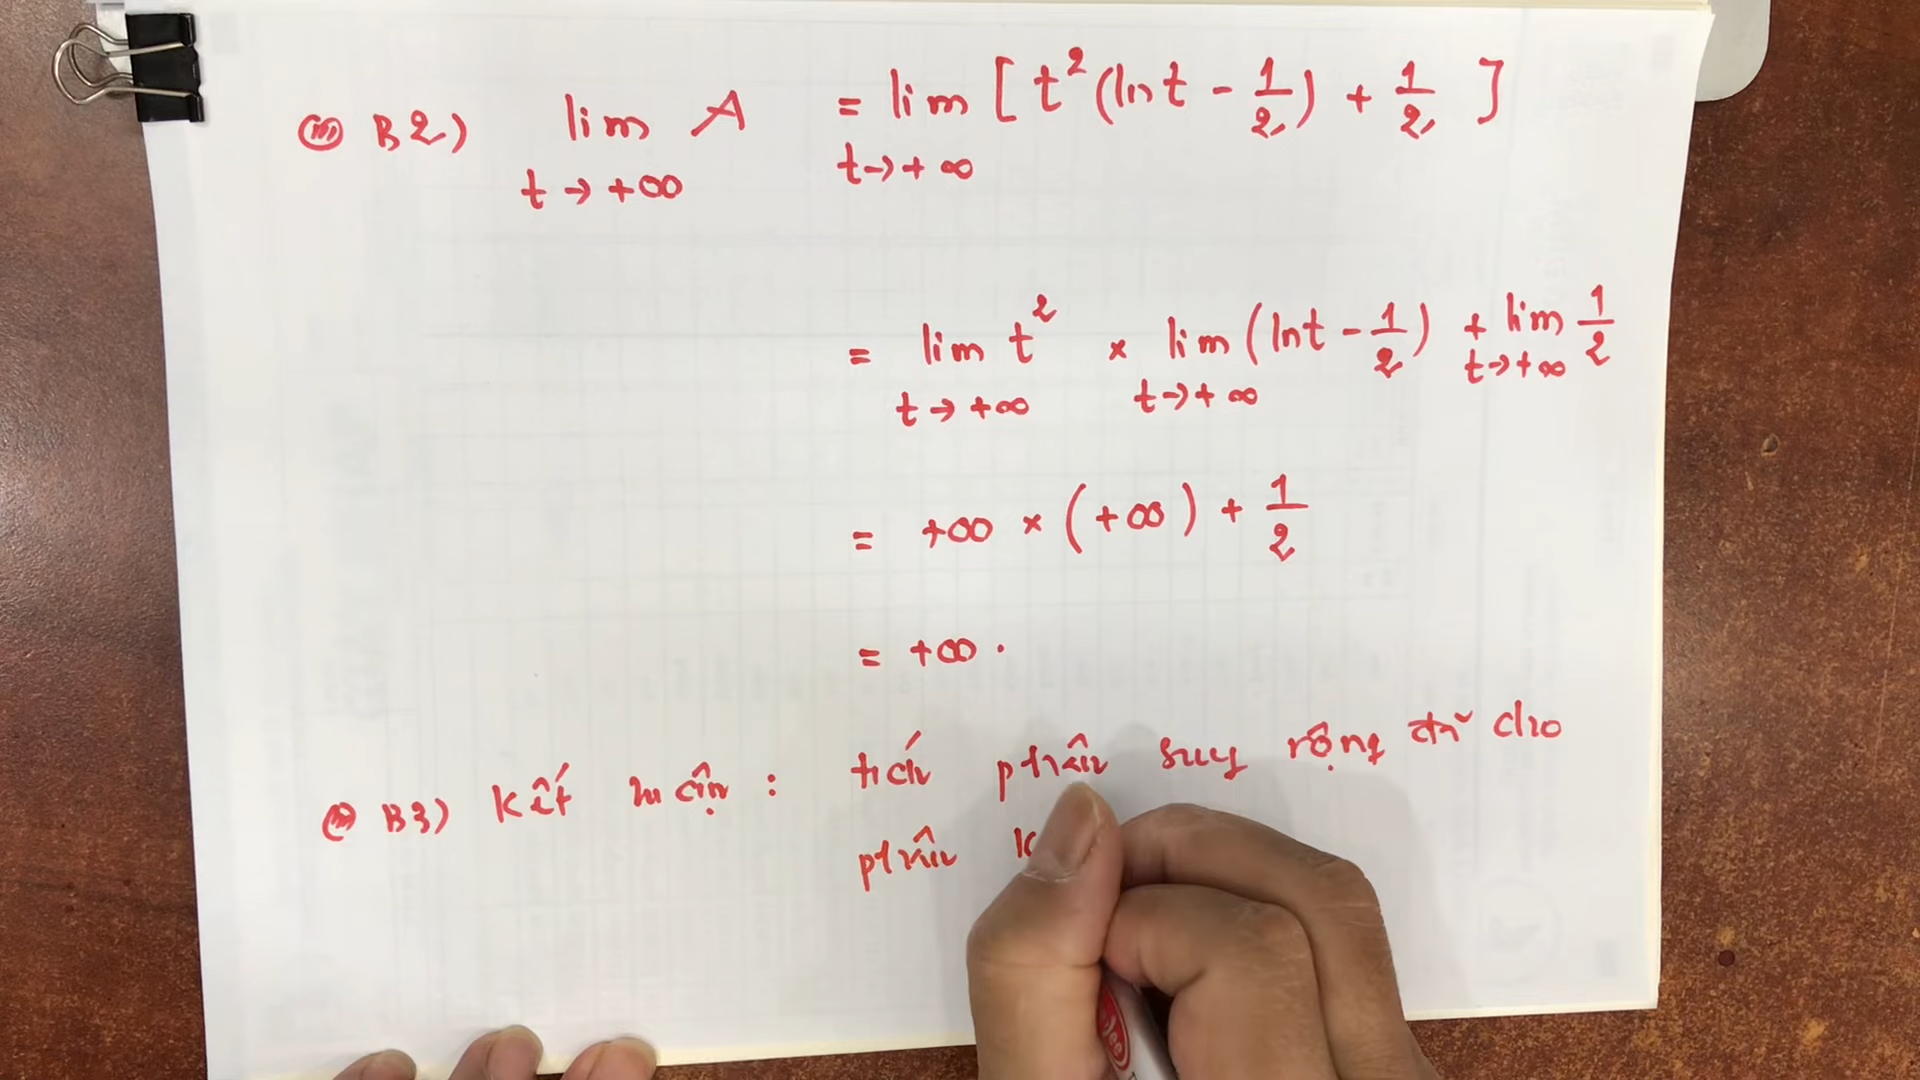 B2) lim A = lim [ t² (ln t - 1/2) + 1/2 ]
t → +∞ t → +∞
= lim t² × lim (ln t - 1/2) + lim 1/2
t → +∞ t → +∞ t → +∞
= +∞ × (+∞) + 1/2
= +∞.
B3) Kết luận : tích phân suy rộng đã cho
phân k